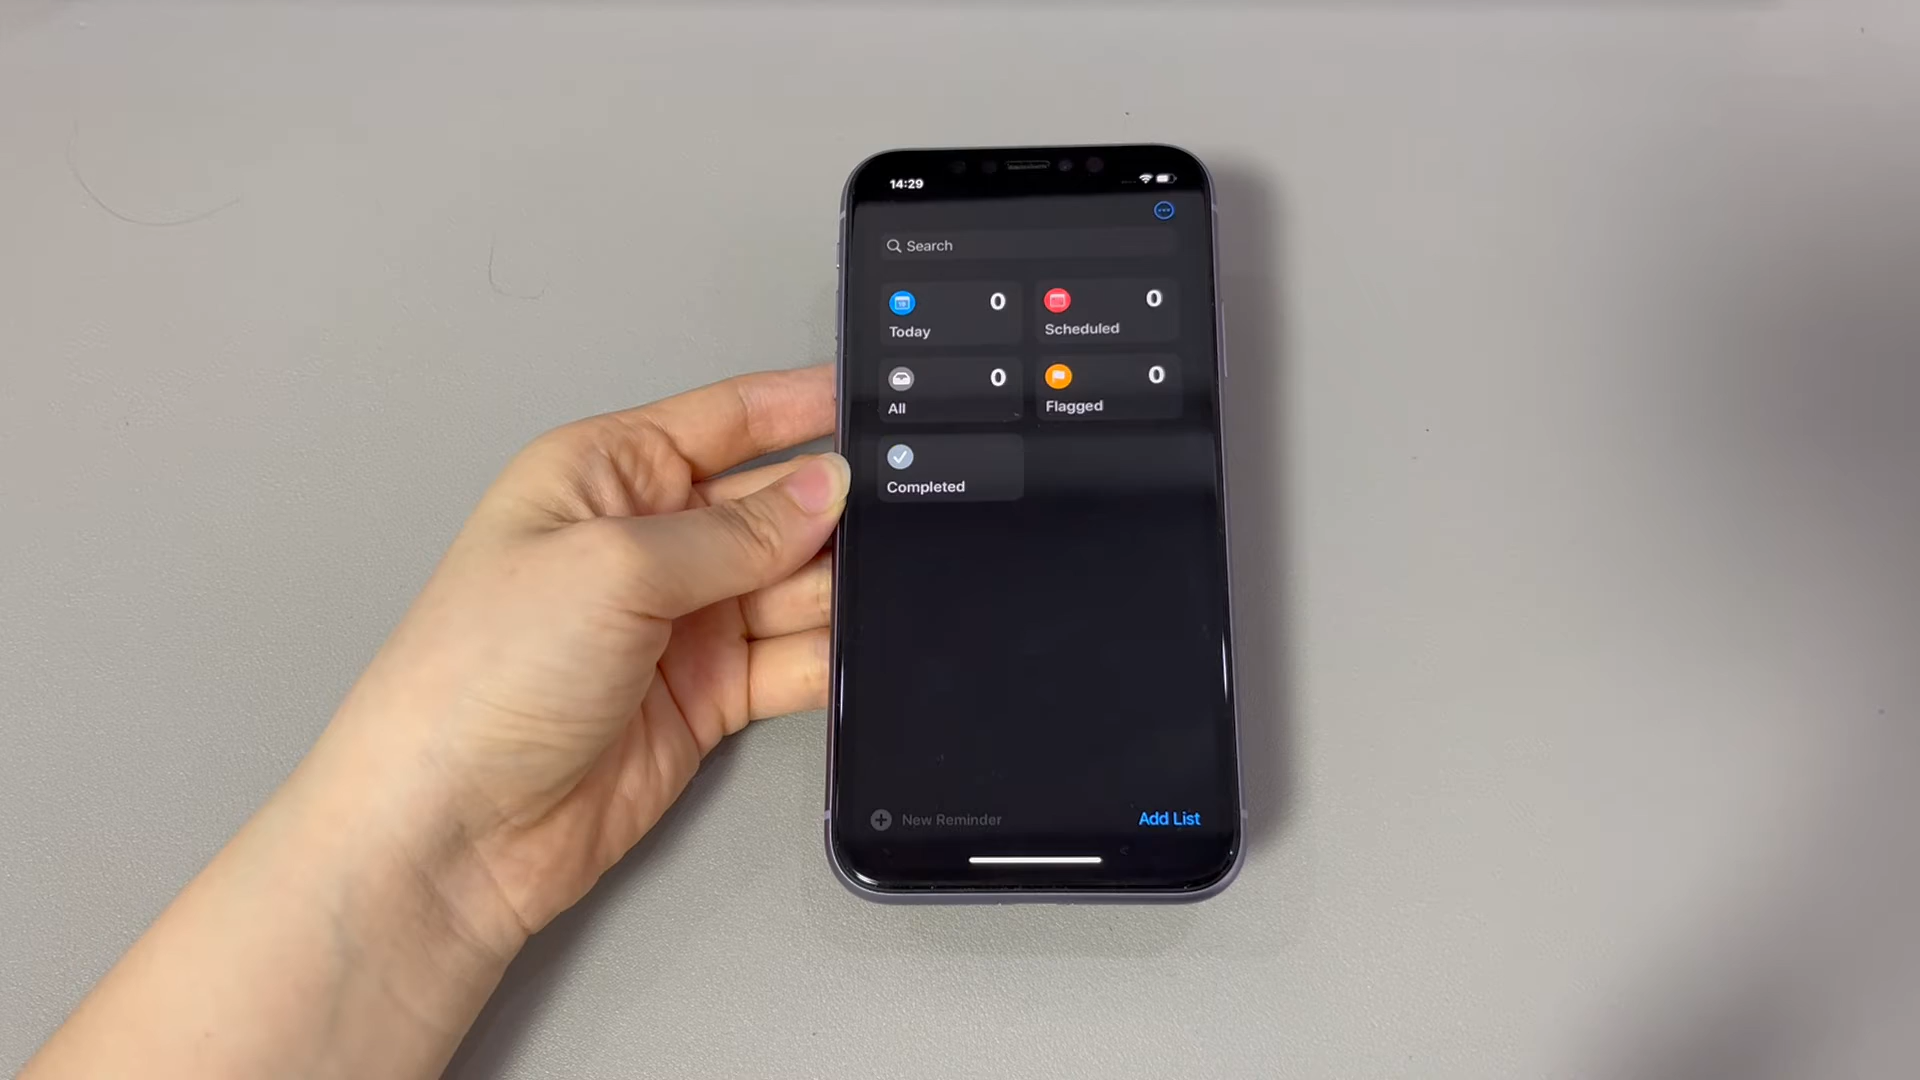 14:29
Search
0
0
Today
Scheduled
0
0
All
Flagged
Completed
New Reminder
Add List